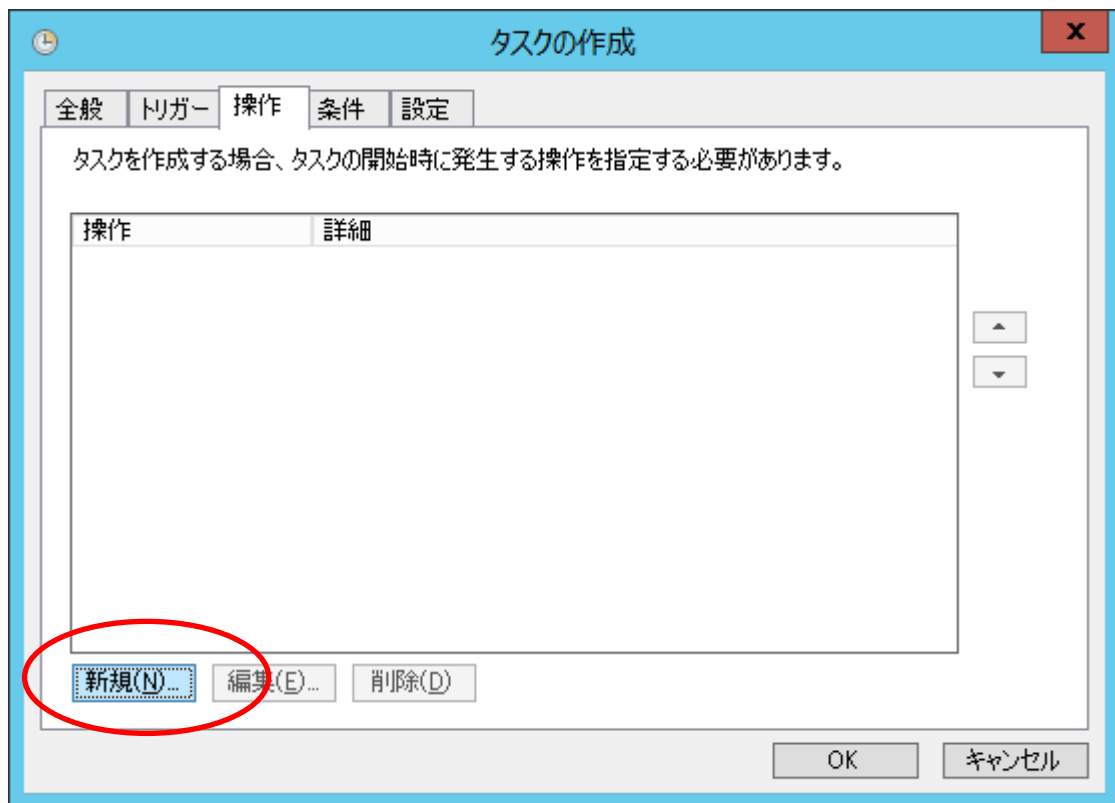 タスクの作成
x
全般 トリガー 操作 条件 設定
タスクを作成する場合、タスクの開始時に発生する操作を指定する必要があります。
操作 詳細
新規(N)... 編集(E)... 削除(D)
OK キャンセル